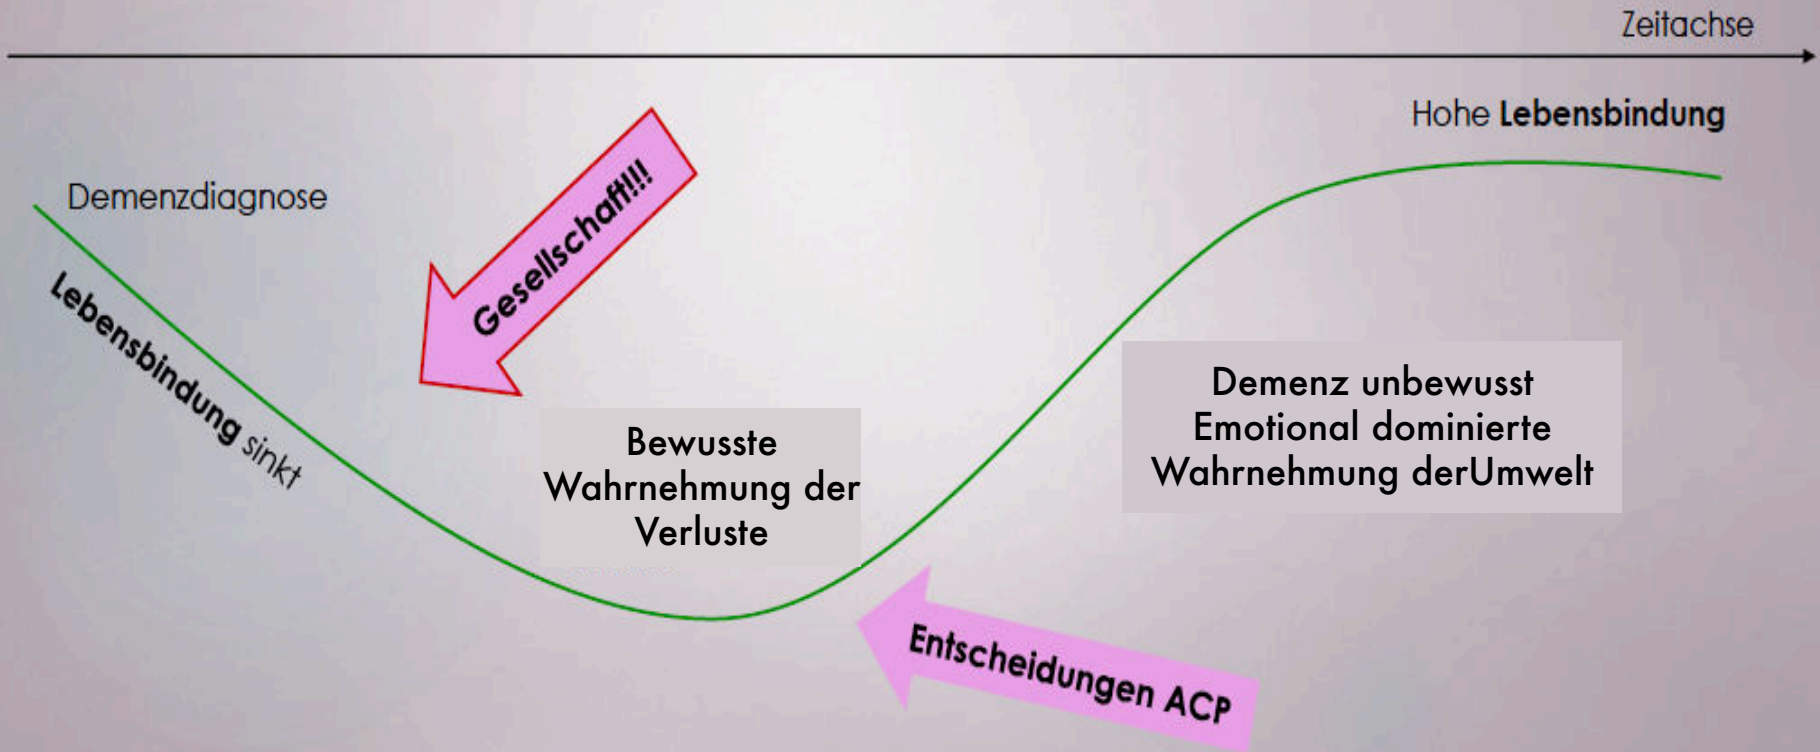 Zeitachse
Hohe Lebensbindung
Demenzdiagnose
Gesellschaft!!!
Lebensbindung sinkt
Bewusste
Wahrnehmung der
Verluste
Demenz unbewusst
Emotional dominierte
Wahrnehmung derUmwelt
Entscheidungen ACP